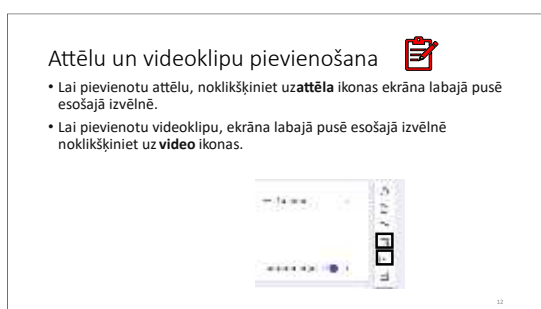 Attēlu un videoklipu pievienošana
• Lai pievienotu attēlu, noklikšķiniet uzattēla ikonas ekrāna labajā pusē
esošajā izvēlnē.
• Lai pievienotu videoklipu, ekrāna labajā pusē esošajā izvēlnē
noklikšķiniet uz video ikonas.
12